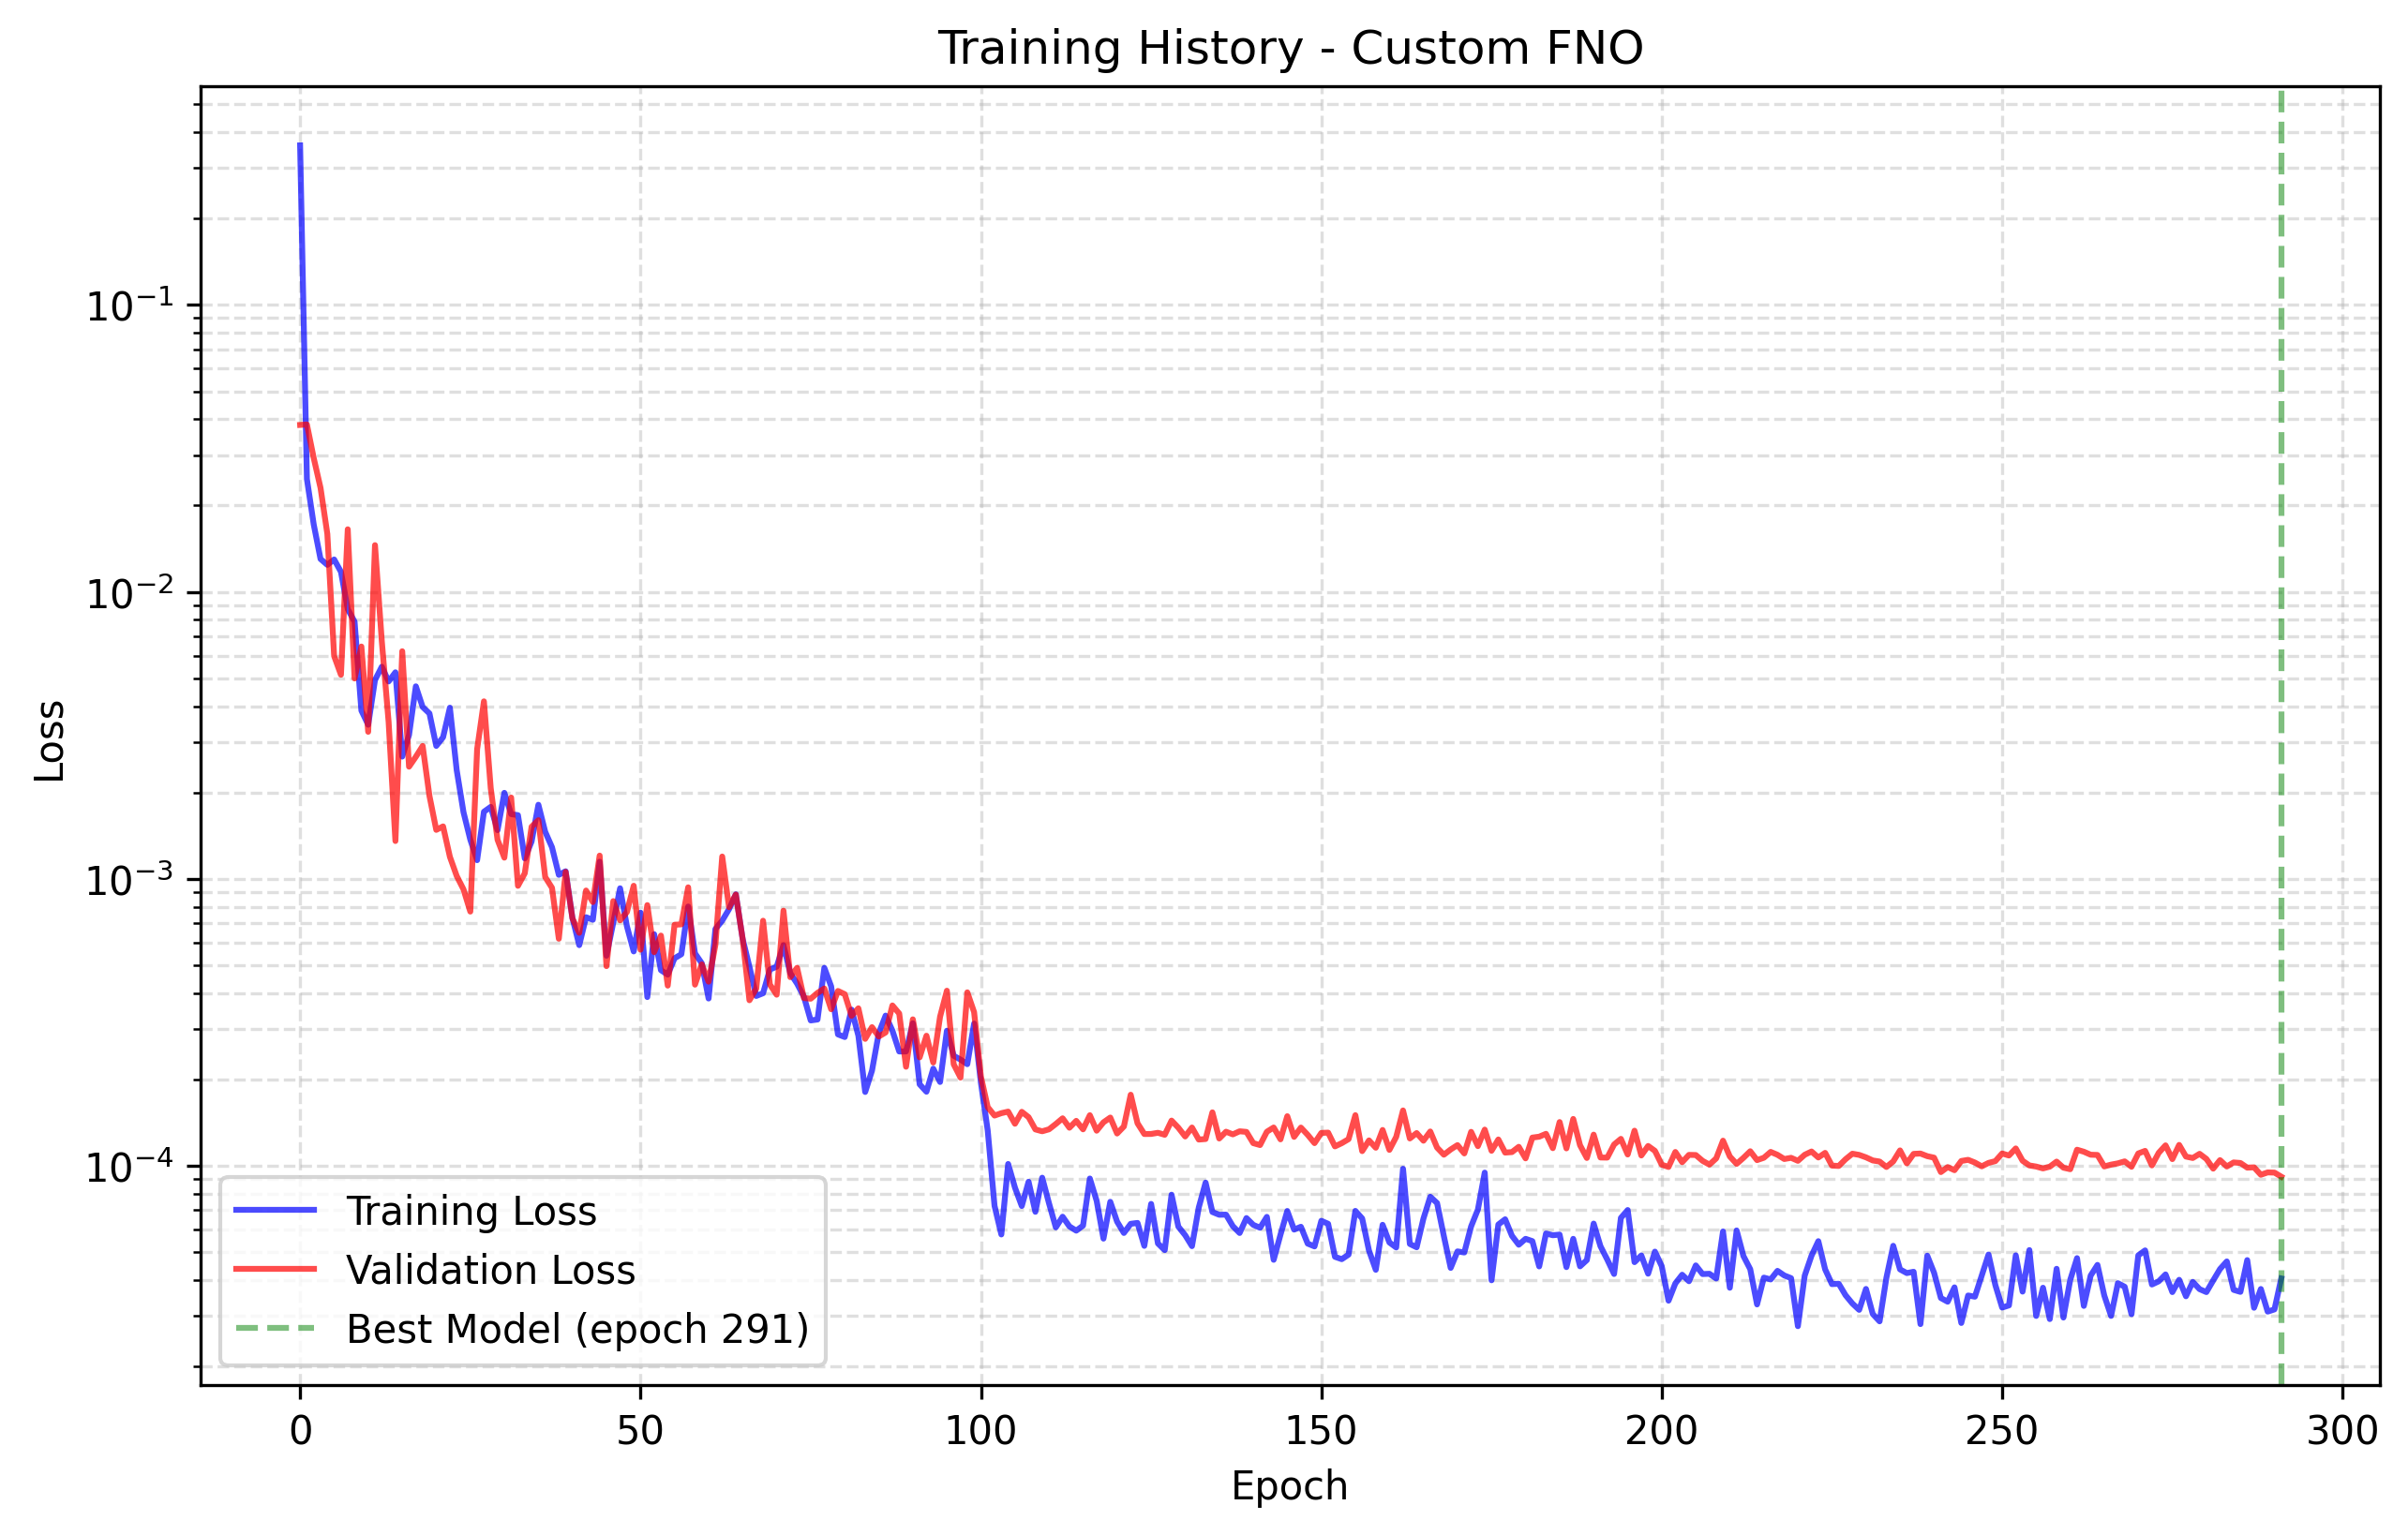 Training History - Custom FNO
10⁻¹
10⁻²
10⁻³
10⁻⁴
Loss
Training Loss
Validation Loss
Best Model (epoch 291)
0 50 100 150 200 250 300
Epoch